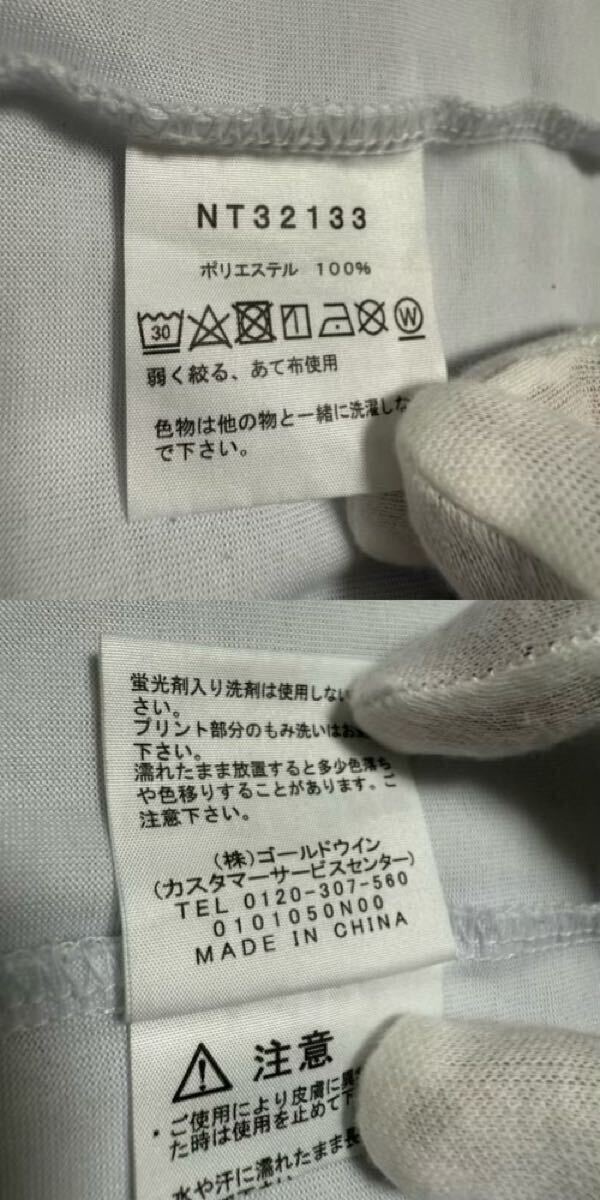 NT32133
ポリエステル 100%
30
W
弱く絞る、あて布使用
色物は他の物と一緒に洗濯しな
で下さい。
蛍光剤入り洗剤は使用しない
さい。
プリント部分のもみ洗いはお
下さい。
濡れたまま放置すると多少色落ち
や色移りすることがあります。ご
注意下さい。
(株)ゴールドウイン
(カスタマーサービスセンター)
TEL 0120-307-560
0101050N00
MADE IN CHINA
注意
・ご使用により皮膚に異
た時は使用を止めて下
水や汗に濡れたまま長